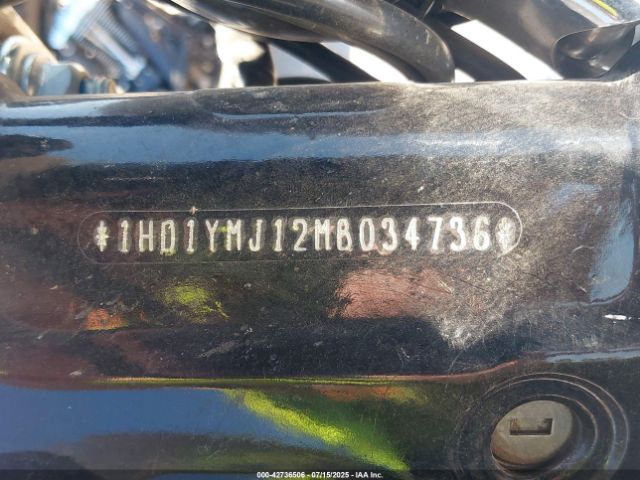 *1HD1YMJ12MB034736*
000-42736506 - 07/15/2025 - IAA, Inc.